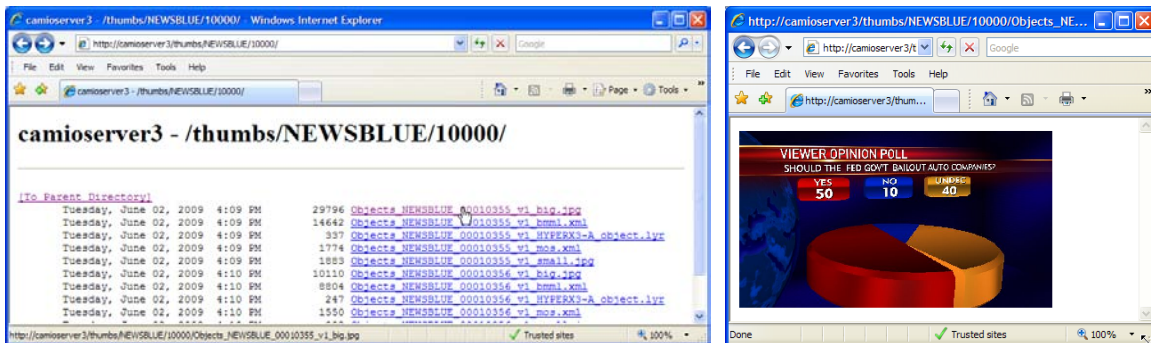 camioserver3 - /thumbs/NEWSBLUE/10000/ - Windows Internet Explorer
http://camioserver3/thumbs/NEWSBLUE/10000/
Google
File Edit View Favorites Tools Help
camioserver3 - /thumbs/NEWSBLUE/10000/
Page Tools »
camioserver3 - /thumbs/NEWSBLUE/10000/
[To Parent Directory]
Tuesday, June 02, 2009 4:09 PM 29796 Objects_NEWSBLUE_00010355_v1_big.jpg
Tuesday, June 02, 2009 4:09 PM 14642 Objects_NEWSBLUE_00010355_v1_bmml.xml
Tuesday, June 02, 2009 4:09 PM 337 Objects_NEWSBLUE_00010355_v1_HYPERX3-A_object.lyr
Tuesday, June 02, 2009 4:09 PM 1774 Objects_NEWSBLUE_00010355_v1_mos.xml
Tuesday, June 02, 2009 4:09 PM 1883 Objects_NEWSBLUE_00010355_v1_small.jpg
Tuesday, June 02, 2009 4:10 PM 10110 Objects_NEWSBLUE_00010356_v1_big.jpg
Tuesday, June 02, 2009 4:10 PM 8804 Objects_NEWSBLUE_00010356_v1_bmml.xml
Tuesday, June 02, 2009 4:10 PM 247 Objects_NEWSBLUE_00010356_v1_HYPERX3-A_object.lyr
Tuesday, June 02, 2009 4:10 PM 1550 Objects_NEWSBLUE_00010356_v1_mos.xml
http://camioserver3/thumbs/NEWSBLUE/10000/Objects_NEWSBLUE_00010355_v1_big.jpg
Trusted sites
100%
http://camioserver3/thumbs/NEWSBLUE/10000/Objects_NE...
http://camioserver3/t
Google
File Edit View Favorites Tools Help
http://camioserver3/thum...
»
VIEWER OPINION POLL
SHOULD THE FED GOV'T BAILOUT AUTO COMPANIES?
YES NO UNDEC
50 10 40
Done
Trusted sites
100%